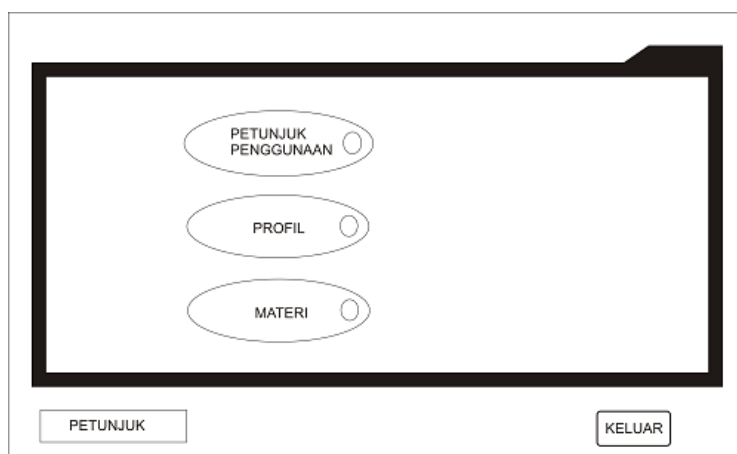 PETUNJUK
PENGGUNAAN
PROFIL
MATERI
PETUNJUK
KELUAR